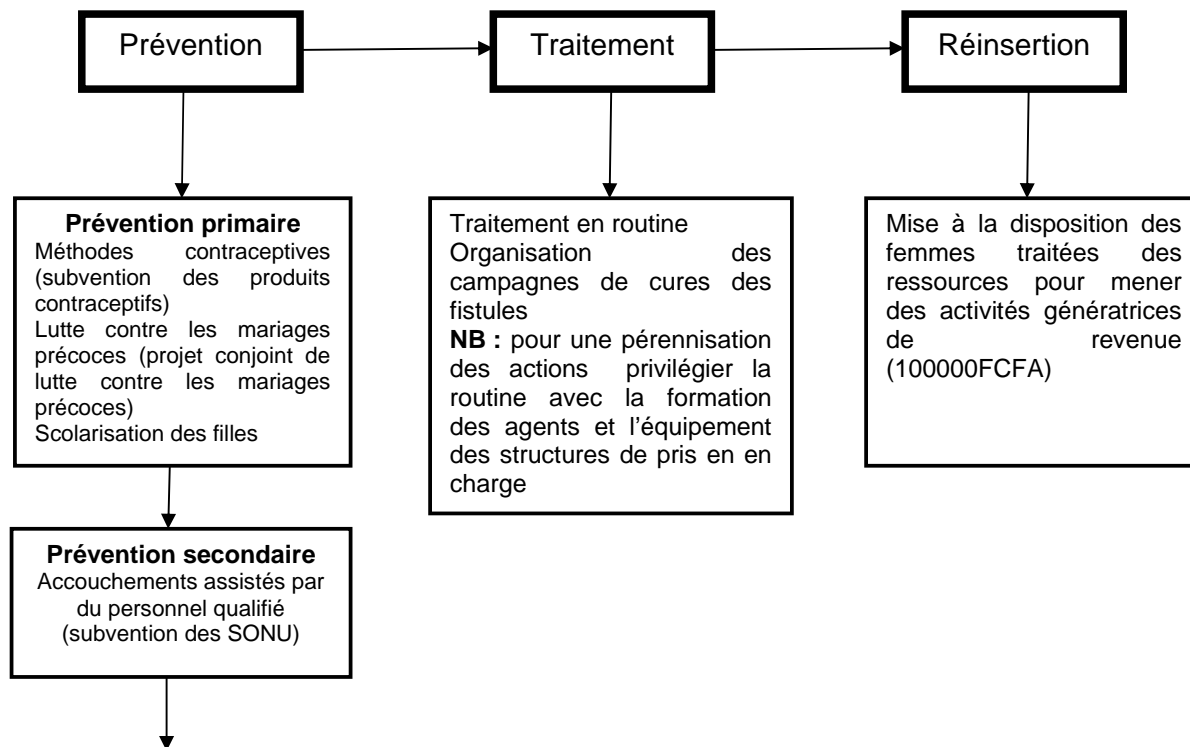 Prévention
Traitement
Réinsertion
Prévention primaire
Méthodes contraceptives
(subvention des produits
contraceptifs)
Lutte contre les mariages
précoces (projet conjoint de
lutte contre les mariages
précoces)
Scolarisation des filles
Traitement en routine
Organisation des
campagnes de cures des
fistules
NB : pour une pérennisation
des actions privilégier la
routine avec la formation
des agents et l’équipement
des structures de pris en en
charge
Mise à la disposition des
femmes traitées des
ressources pour mener
des activités génératrices
de revenue
(100000FCFA)
Prévention secondaire
Accouchements assistés par
du personnel qualifié
(subvention des SONU)